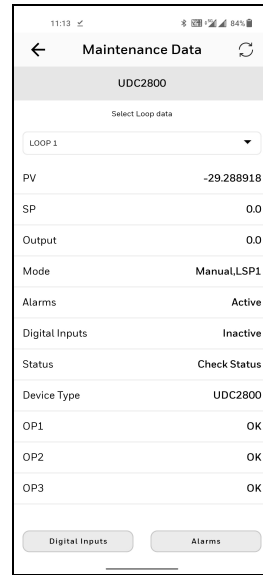 11:13
84%
Maintenance Data
UDC2800
Select Loop data
LOOP 1
PV -29.288918
SP 0.0
Output 0.0
Mode Manual,LSP1
Alarms Active
Digital Inputs Inactive
Status Check Status
Device Type UDC2800
OP1 OK
OP2 OK
OP3 OK
Digital Inputs Alarms